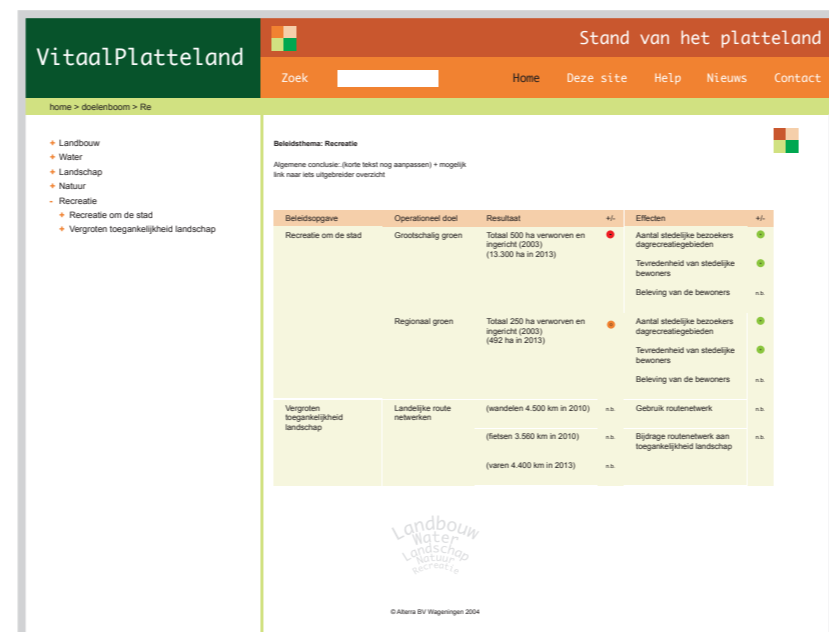 VitaalPlatteland
Stand van het platteland
Zoek
Home Deze site Help Nieuws Contact
home > doelenboom > Re
+ Landbouw
+ Water
+ Landschap
+ Natuur
- Recreatie
+ Recreatie om de stad
+ Vergroten toegankelijkheid landschap
Beleidsthema: Recreatie
Algemene conclusie:.(korte tekst nog aanpassen) + mogelijk
link naar iets uitgebreider overzicht
Beleidsopgave Operationeel doel Resultaat +/- Effecten +/-
Recreatie om de stad Grootschalig groen Totaal 500 ha verworven en
ingericht (2003)
(13.300 ha in 2013)
Aantal stedelijke bezoekers
dagrecreatiegebieden
Tevredenheid van stedelijke
bewoners
Beleving van de bewoners n.b.
Regionaal groen Totaal 250 ha verworven en
ingericht (2003)
(492 ha in 2013)
Aantal stedelijke bezoekers
dagrecreatiegebieden
Tevredenheid van stedelijke
bewoners
Beleving van de bewoners n.b.
Vergroten
toegankelijkheid
landschap
Landelijke route
netwerken
(wandelen 4.500 km in 2010) n.b. Gebruik routenetwerk n.b.
(fietsen 3.560 km in 2010) n.b. Bijdrage routenetwerk aan
toegankelijkheid landschap n.b.
(varen 4.400 km in 2013) n.b.
Landbouw
Water
Landschap
Natuur
Recreatie
© Alterra BV Wageningen 2004